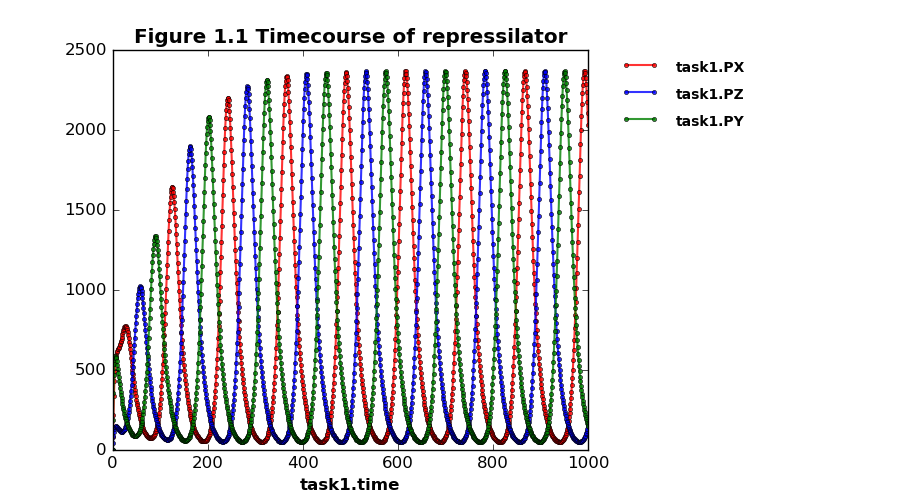 Figure 1.1 Timecourse of repressilator
2500
2000
1500
1000
500
0
0 200 400 600 800 1000
task1.time
task1.PX
task1.PZ
task1.PY